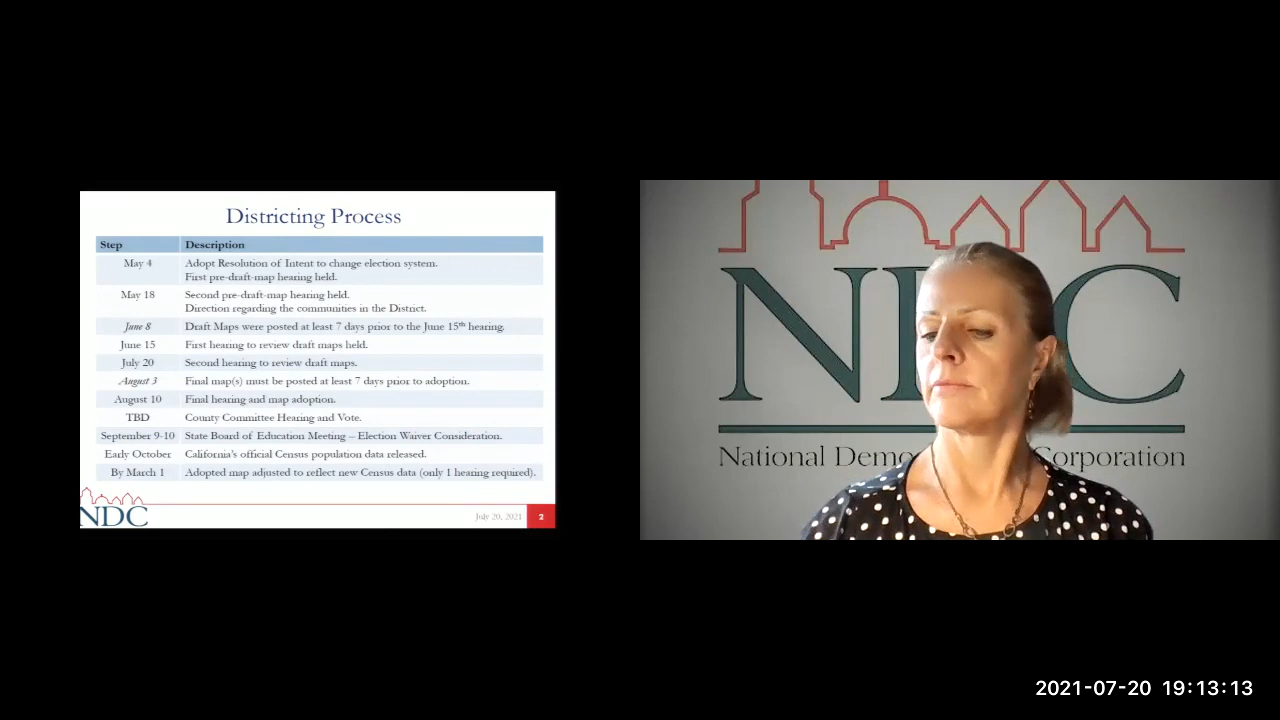 Districting Process
Step Description
May 4 Adopt Resolution of Intent to change election system.
First pre-draft-map hearing held.
May 18 Second pre-draft-map hearing held.
Direction regarding the communities in the District.
June 8 Draft Maps were posted at least 7 days prior to the June 15th hearing.
June 15 First hearing to review draft maps held.
July 20 Second hearing to review draft maps.
August 3 Final map(s) must be posted at least 7 days prior to adoption.
August 10 Final hearing and map adoption.
TBD County Committee Hearing and Vote.
September 9-10 State Board of Education Meeting – Election Waiver Consideration.
Early October California's official Census population data released.
By March 1 Adopted map adjusted to reflect new Census data (only 1 hearing required).
NDC
July 20, 2021 2
NDC
National Demo Corporation
2021-07-20 19:13:13